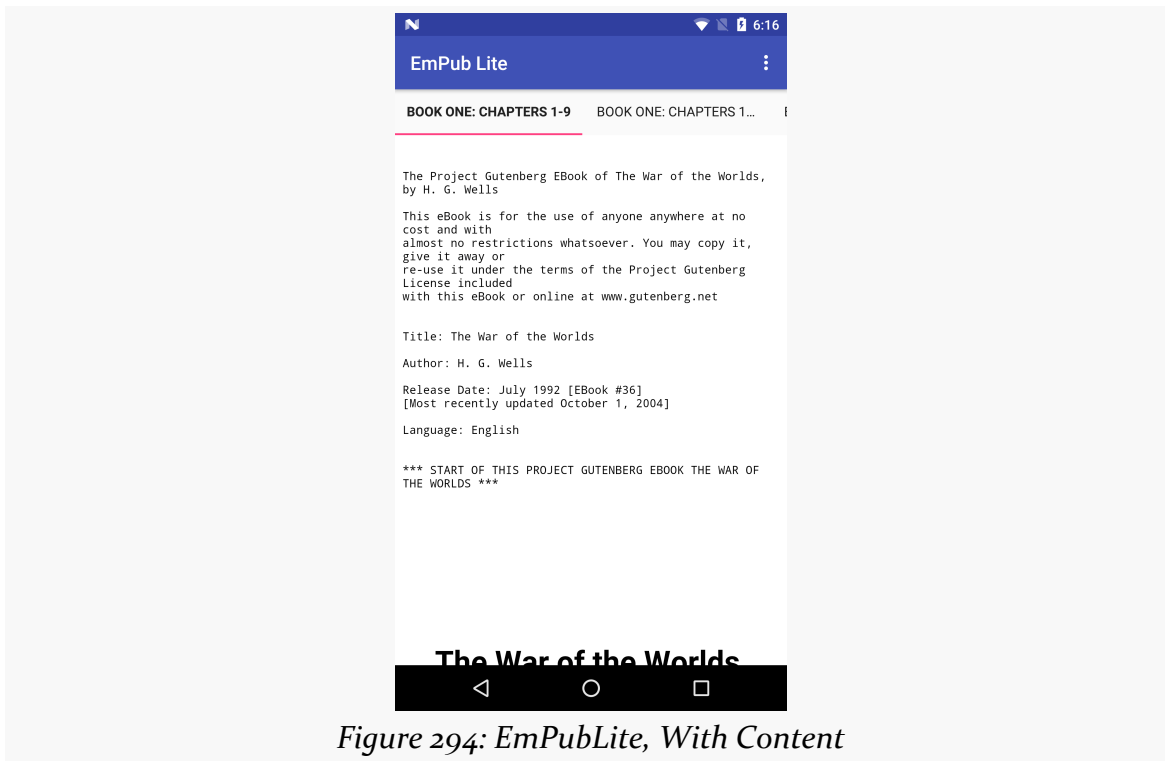 6:16
EmPub Lite
BOOK ONE: CHAPTERS 1-9 BOOK ONE: CHAPTERS 1...
The Project Gutenberg EBook of The War of the Worlds,
by H. G. Wells
This eBook is for the use of anyone anywhere at no
cost and with
almost no restrictions whatsoever. You may copy it,
give it away or
re-use it under the terms of the Project Gutenberg
License included
with this eBook or online at www.gutenberg.net
Title: The War of the Worlds
Author: H. G. Wells
Release Date: July 1992 [EBook #36]
[Most recently updated October 1, 2004]
Language: English
*** START OF THIS PROJECT GUTENBERG EBOOK THE WAR OF
THE WORLDS ***
The War of the Worlds
Figure 294: EmPubLite, With Content